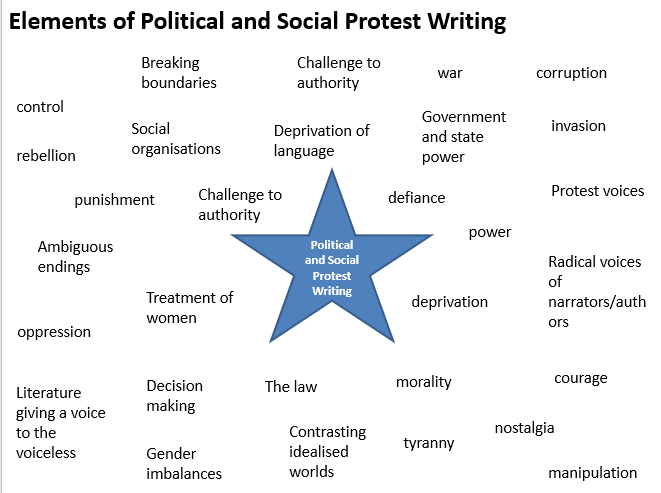 Elements of Political and Social Protest Writing
Breaking
boundaries
Challenge to
authority
war
corruption
control
Social
organisations
Deprivation of
language
Government
and state
power
invasion
rebellion
punishment
Challenge to
authority
defiance
Protest voices
power
Ambiguous
endings
Political
and Social
Protest
Writing
Radical voices
of
narrators/auth
ors
Treatment of
women
deprivation
oppression
Literature
giving a voice
to the
voiceless
Decision
making
The law
morality
courage
Gender
imbalances
Contrasting
idealised
worlds
tyranny
nostalgia
manipulation